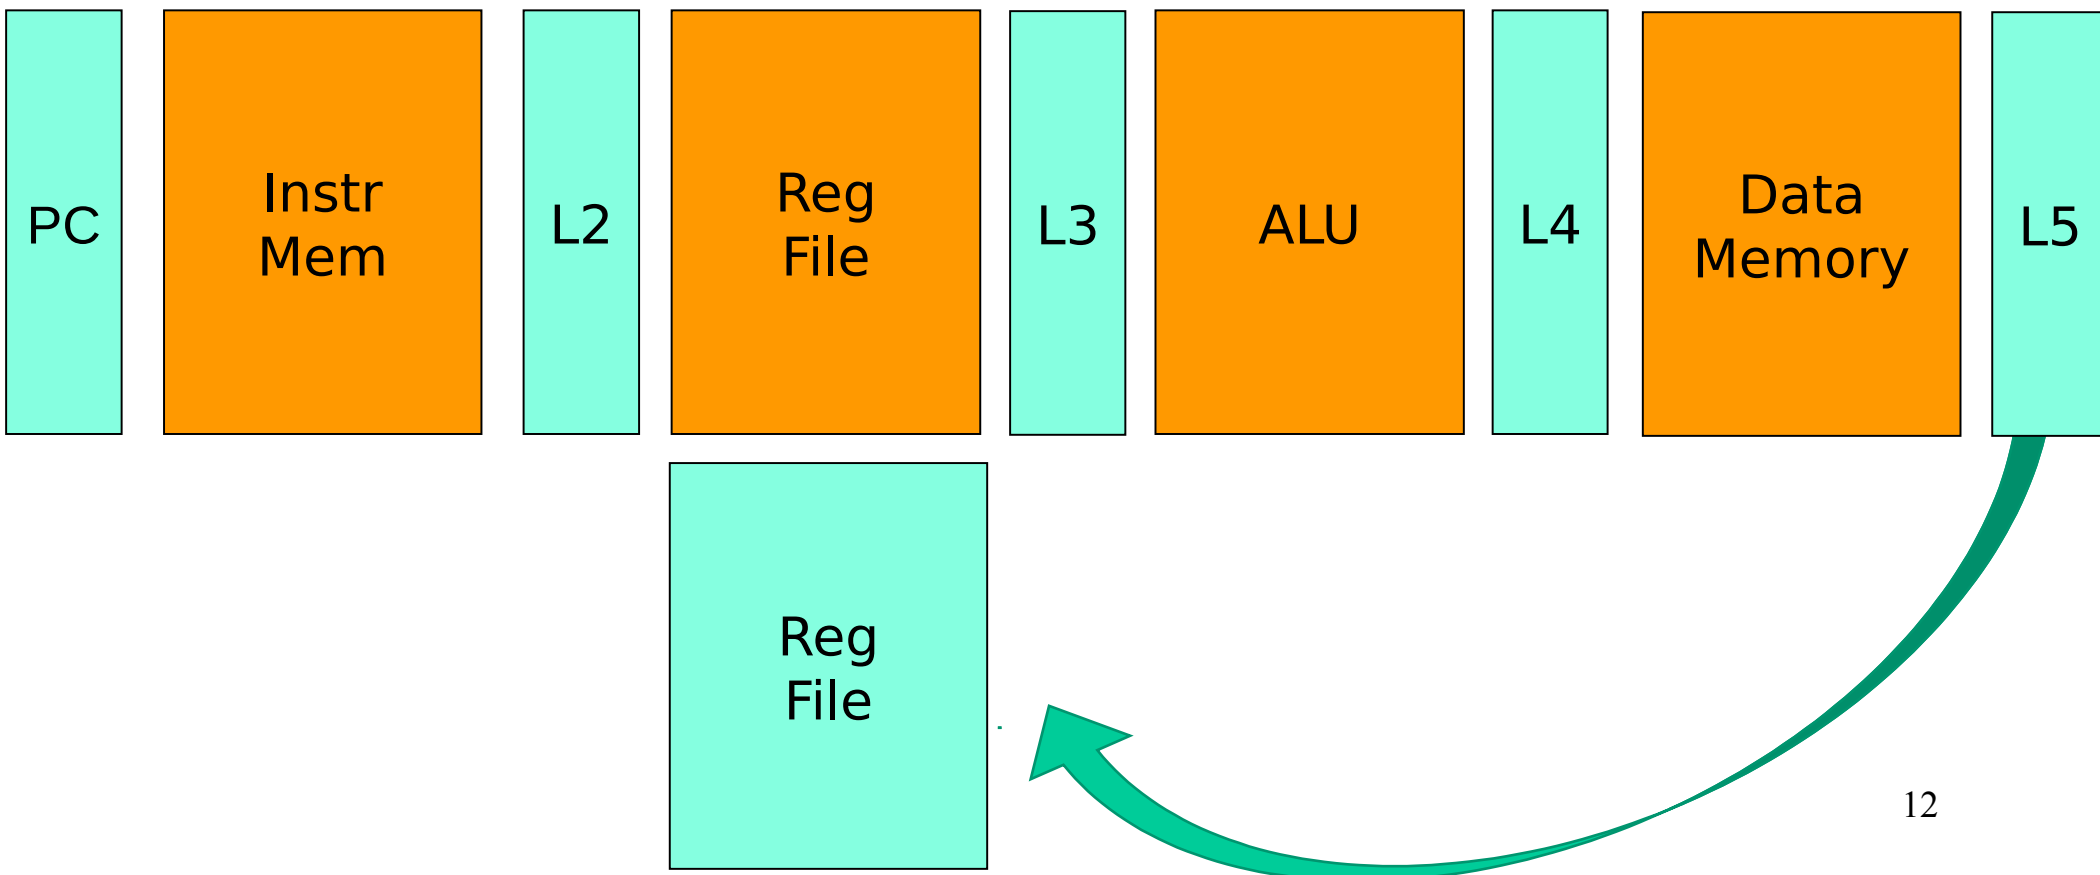 PC
Instr
Mem
L2
Reg
File
L3
ALU
L4
Data
Memory
L5
Reg
File
12